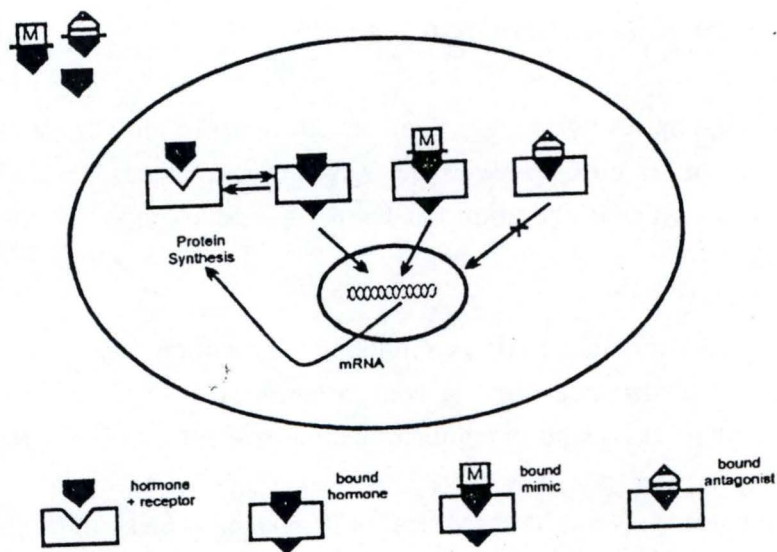 M
M
Protein
Synthesis
mRNA
hormone
+ receptor
bound
hormone
M
bound
mimic
bound
antagonist